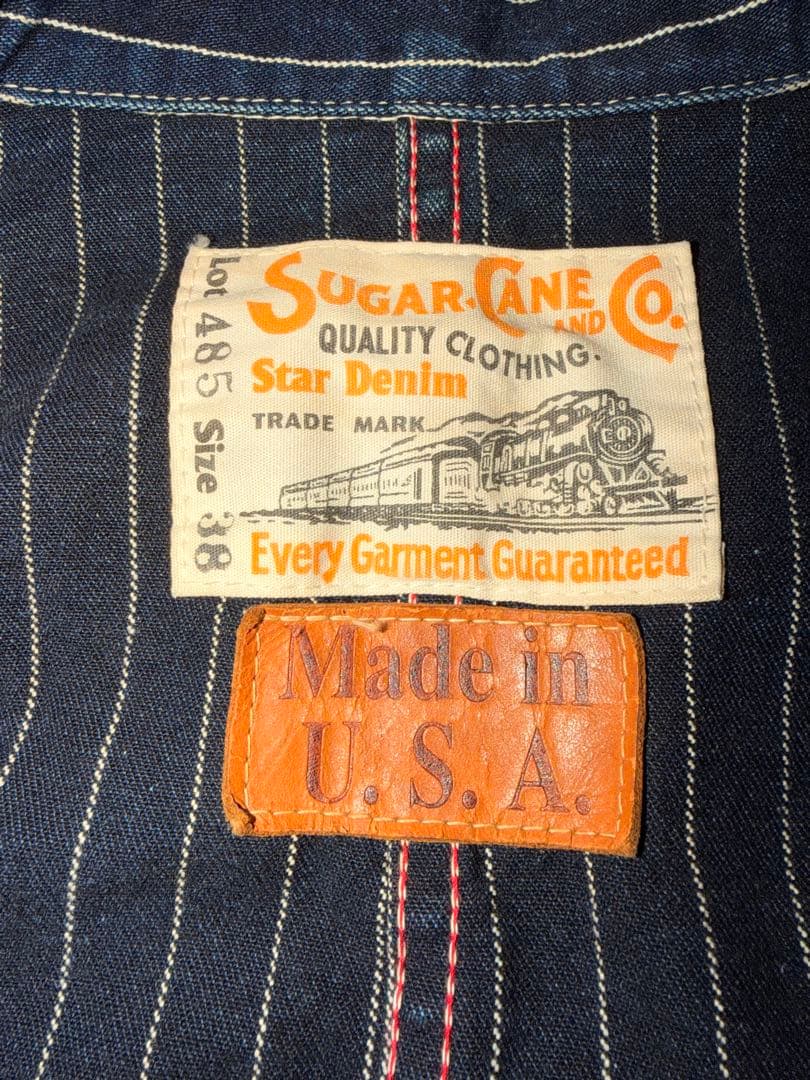 SUGAR CANE AND CO.
QUALITY CLOTHING.
Star Denim
TRADE MARK
Every Garment Guaranteed
Lot 485 Size 38
Made in
U. S. A.